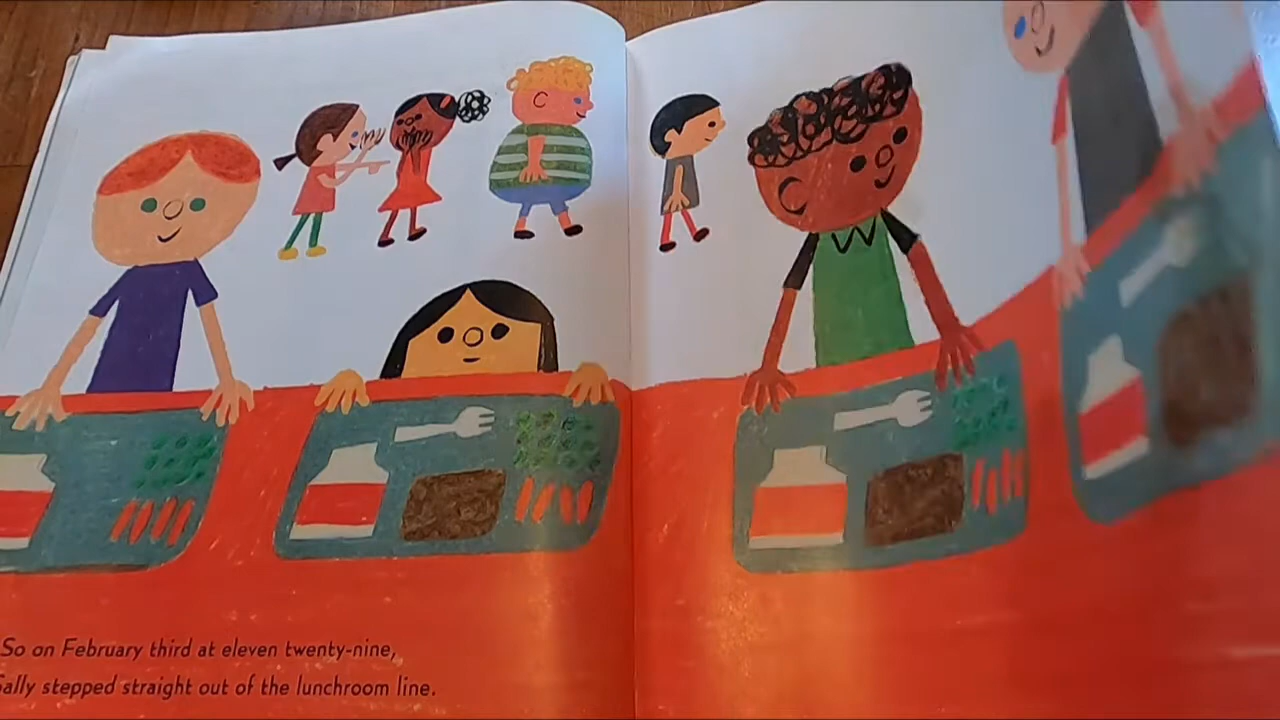 So on February third at eleven twenty-nine,
Sally stepped straight out of the lunchroom line.